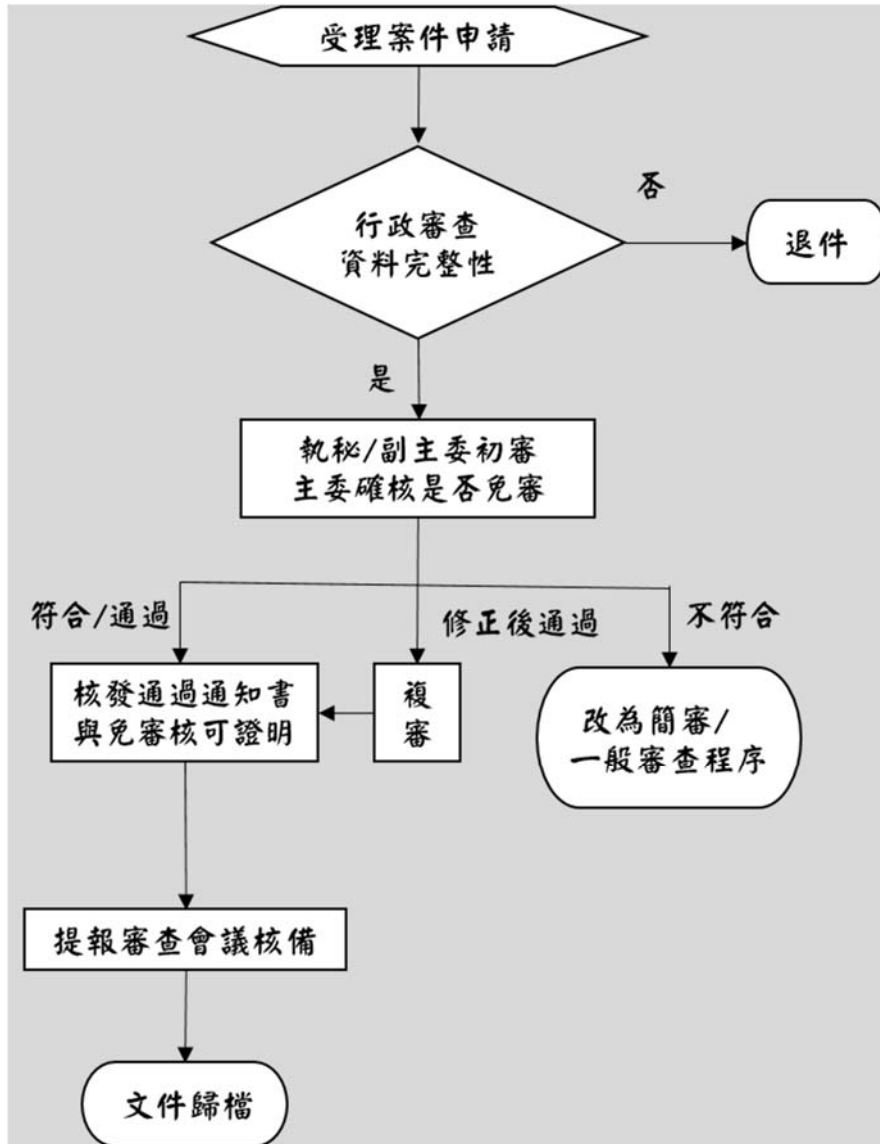 受理案件申請
行政審查
資料完整性
否
退件
是
執秘/副主委初審
主委確核是否免審
符合/通過
修正後通過
不符合
核發通過通知書
與免審核可證明
複
審
改為簡審/
一般審查程序
提報審查會議核備
文件歸檔